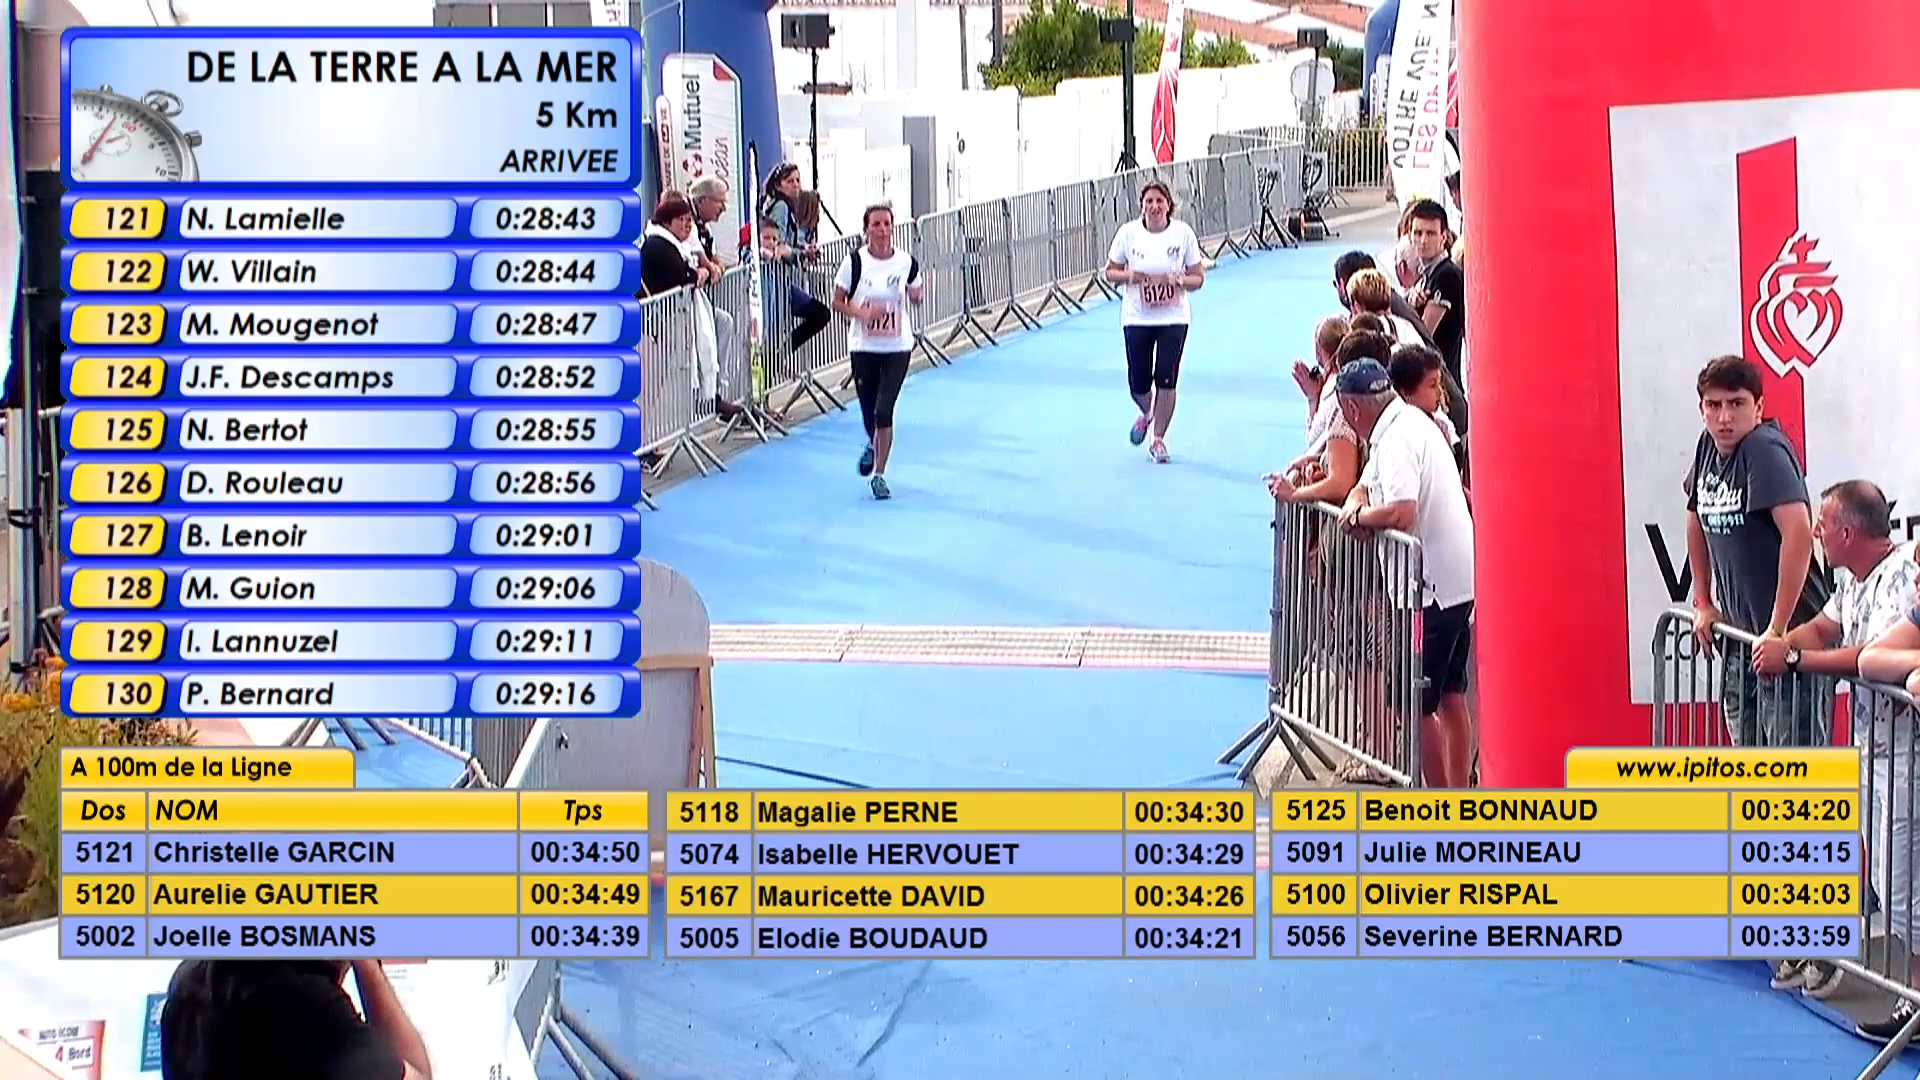 DE LA TERRE A LA MER
5 Km
ARRIVEE
121 N. Lamielle 0:28:43
122 W. Villain 0:28:44
123 M. Mougenot 0:28:47
124 J.F. Descamps 0:28:52
125 N. Bertot 0:28:55
126 D. Rouleau 0:28:56
127 B. Lenoir 0:29:01
128 M. Guion 0:29:06
129 I. Lannuzel 0:29:11
130 P. Bernard 0:29:16
Mutuel
océan
VOTRE VUE
5121
5120
A 100m de la Ligne
www.ipitos.com
Dos NOM Tps
5121 Christelle GARCIN 00:34:50
5120 Aurelie GAUTIER 00:34:49
5002 Joelle BOSMANS 00:34:39
5118 Magalie PERNE 00:34:30
5074 Isabelle HERVOUET 00:34:29
5167 Mauricette DAVID 00:34:26
5005 Elodie BOUDAUD 00:34:21
5125 Benoit BONNAUD 00:34:20
5091 Julie MORINEAU 00:34:15
5100 Olivier RISPAL 00:34:03
5056 Severine BERNARD 00:33:59